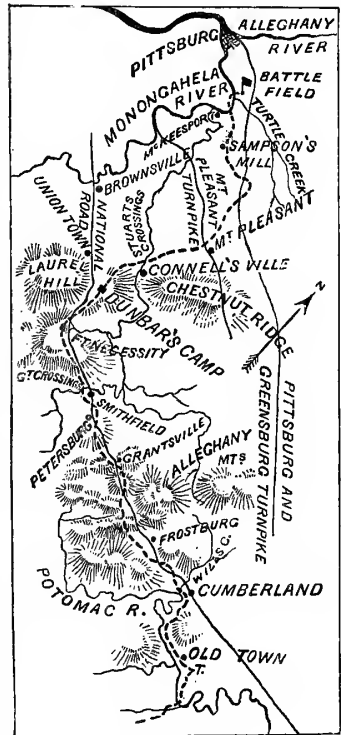 ALLEGHANY
RIVER
PITTSBURG
BATTLE
FIELD
MONONGAHELA
RIVER
TURTLE CREEK
McKEESPORT
SAMPSON'S
MILL
BROWNSVILLE
NATIONAL
ROAD
UNION TOWN
STUARTS
CROSSINGS
MT
PLEASANT
TURNPIKE
MT. PLEASANT
LAUREL
HILL
CONNELL'S VILLE
CHESTNUT RIDGE
DUNBAR'S CAMP
N
FT. NECESSITY
GT. CROSSINGS
SMITHFIELD
PETERSBURG
GRANTSVILLE
ALLEGHANY
MTS
PITTSBURG AND
GREENSBURG TURNPIKE
FROSTBURG
WILLS C.
CUMBERLAND
POTOMAC R.
OLD TOWN
T.